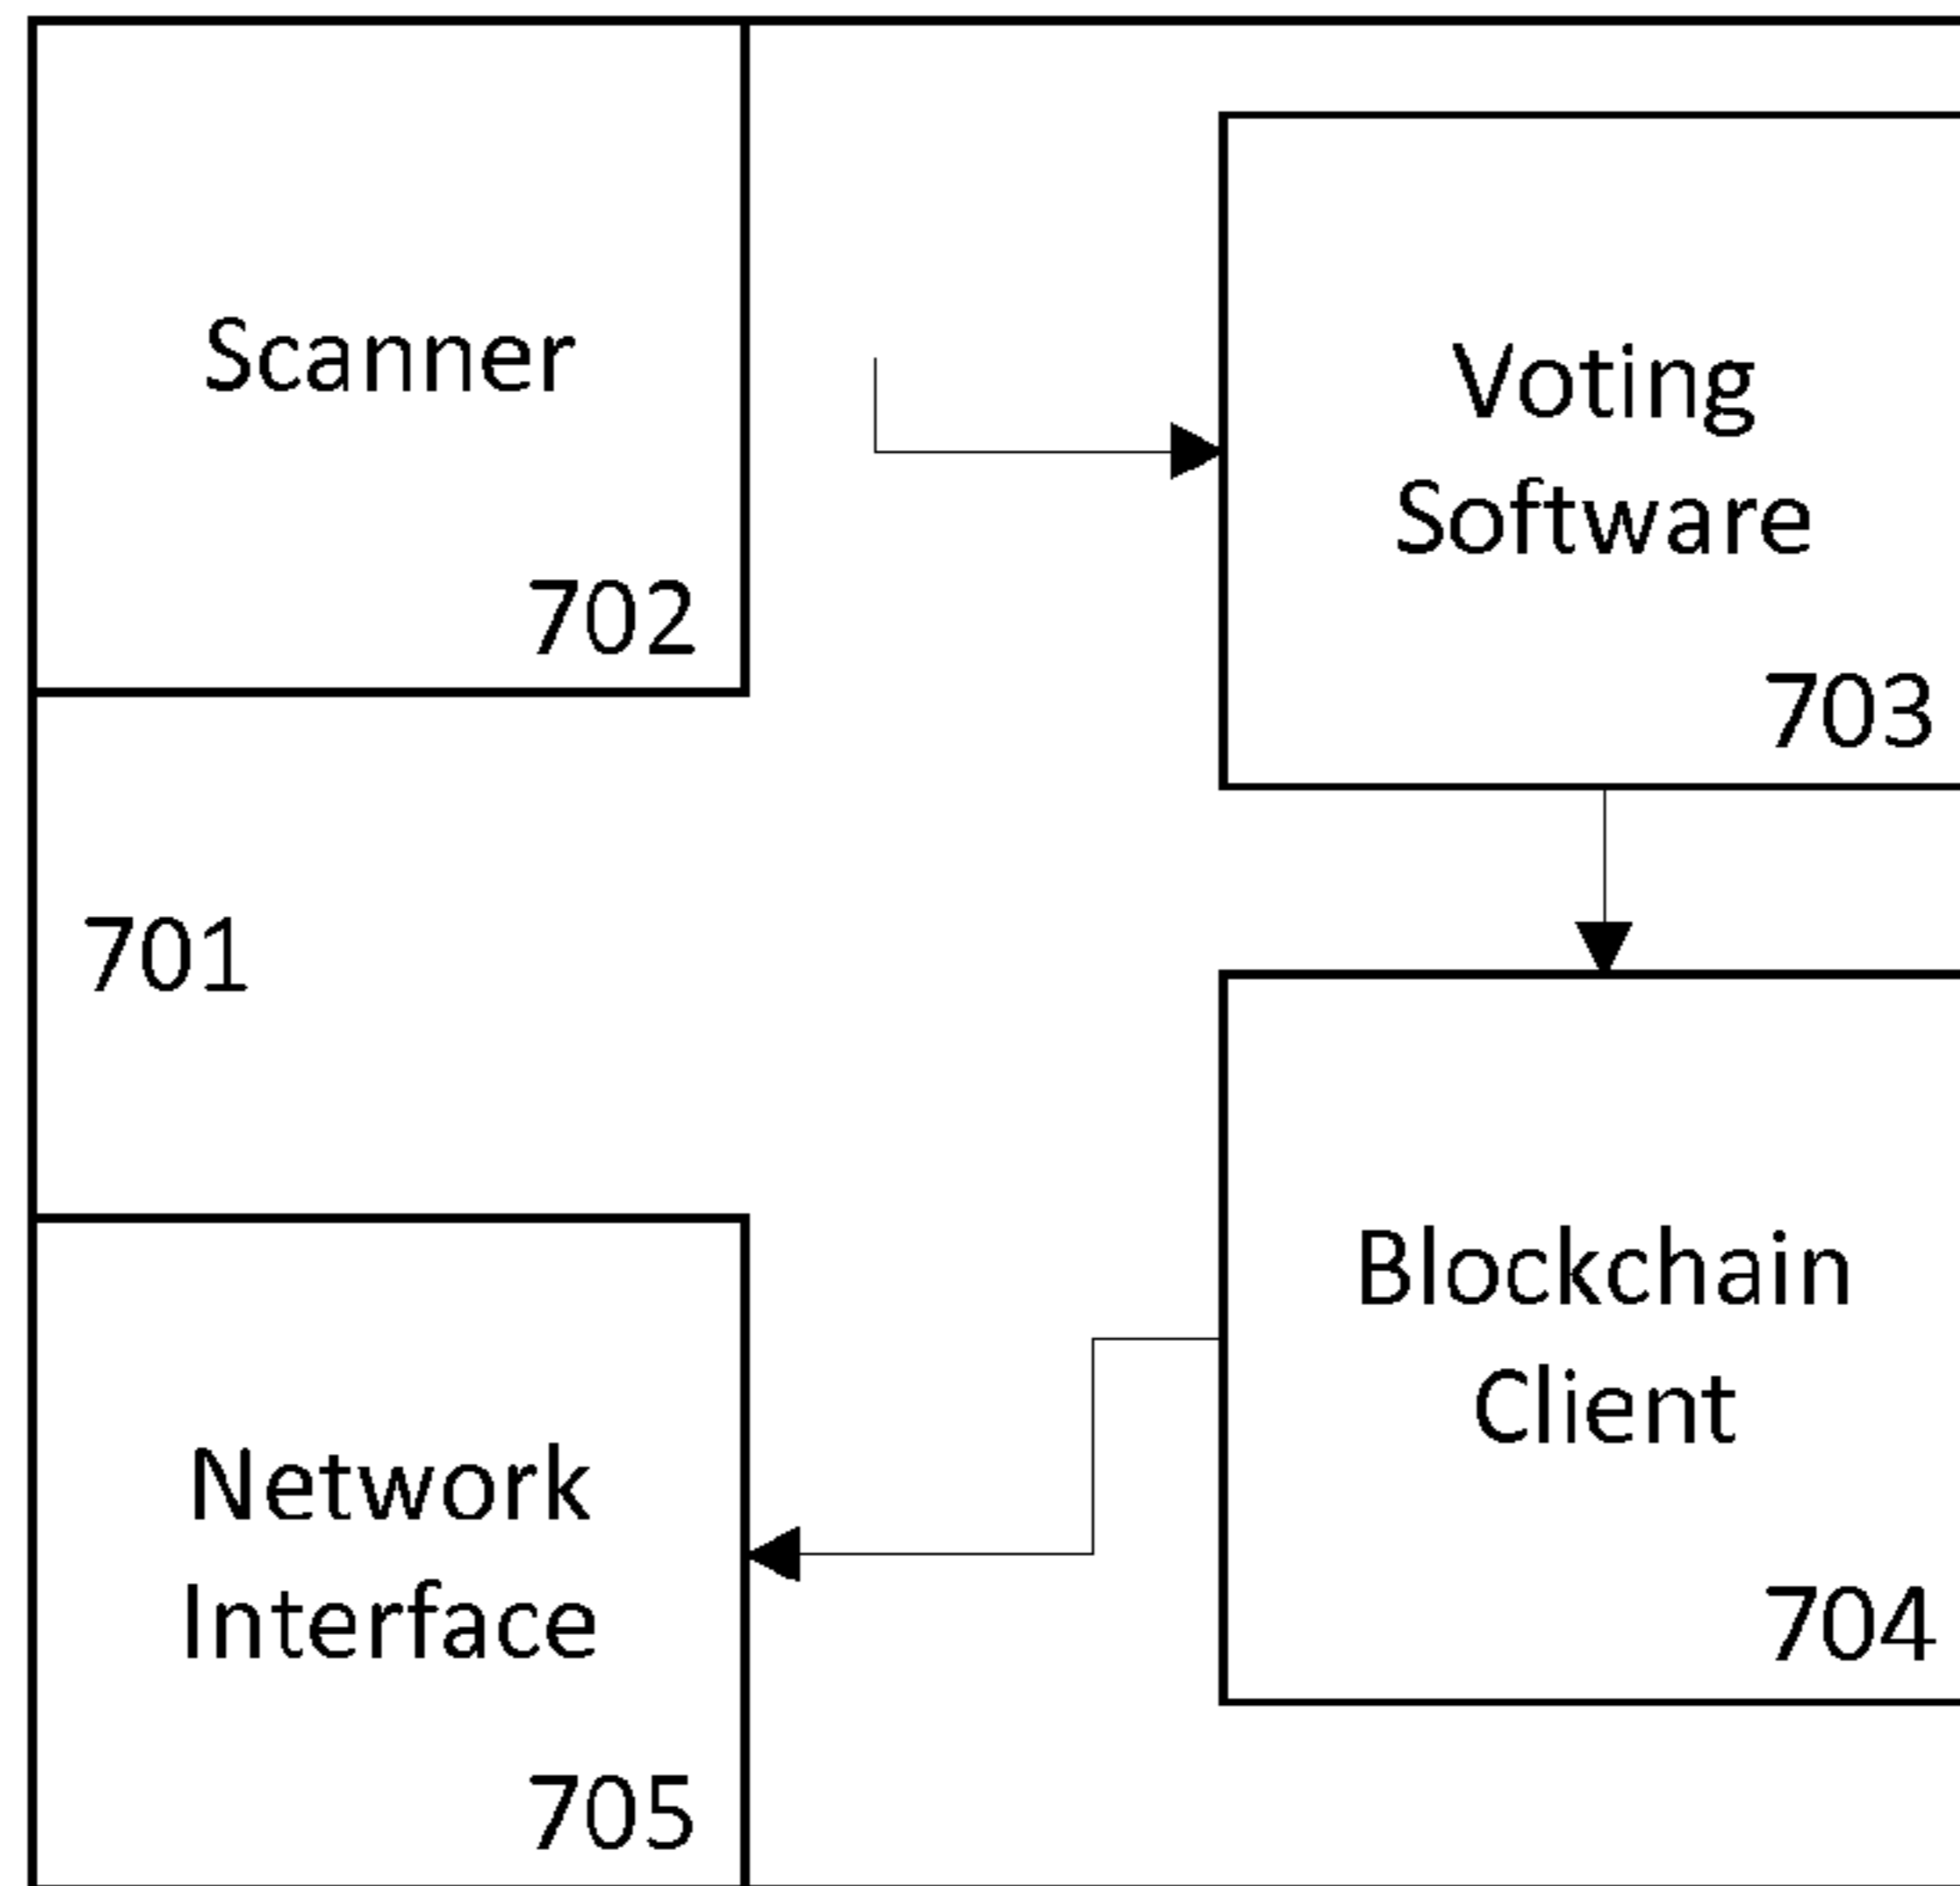 Scanner
702
Voting
Software
703
701
Blockchain
Client
704
Network
Interface
705